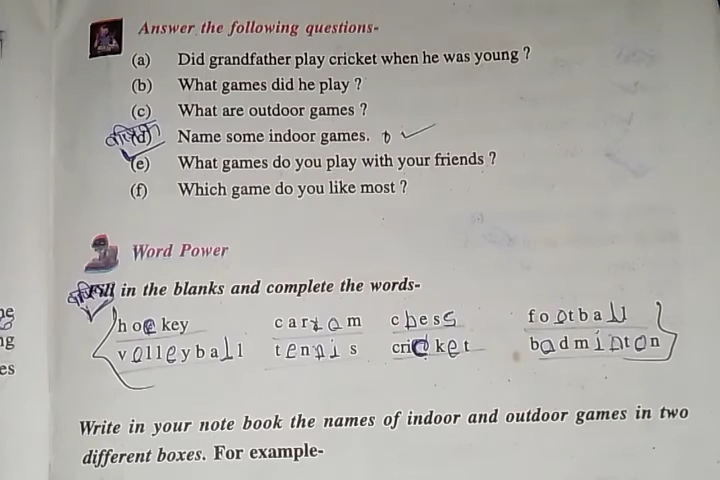 Answer the following questions-
(a) Did grandfather play cricket when he was young ?
(b) What games did he play ?
(c) What are outdoor games ?
(d) Name some indoor games.
(e) What games do you play with your friends ?
(f) Which game do you like most ?
Word Power
Fill in the blanks and complete the words-
hockey carrom chess football
volleyball tennis cricket badminton
Write in your note book the names of indoor and outdoor games in two
different boxes. For example-